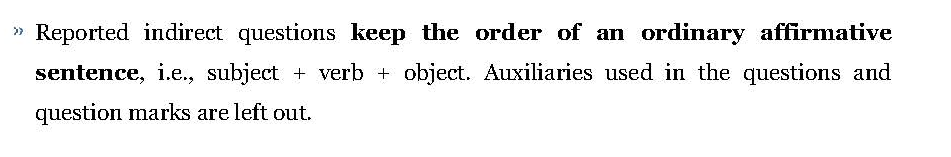 » Reported indirect questions keep the order of an ordinary affirmative
sentence, i.e., subject + verb + object. Auxiliaries used in the questions and
question marks are left out.